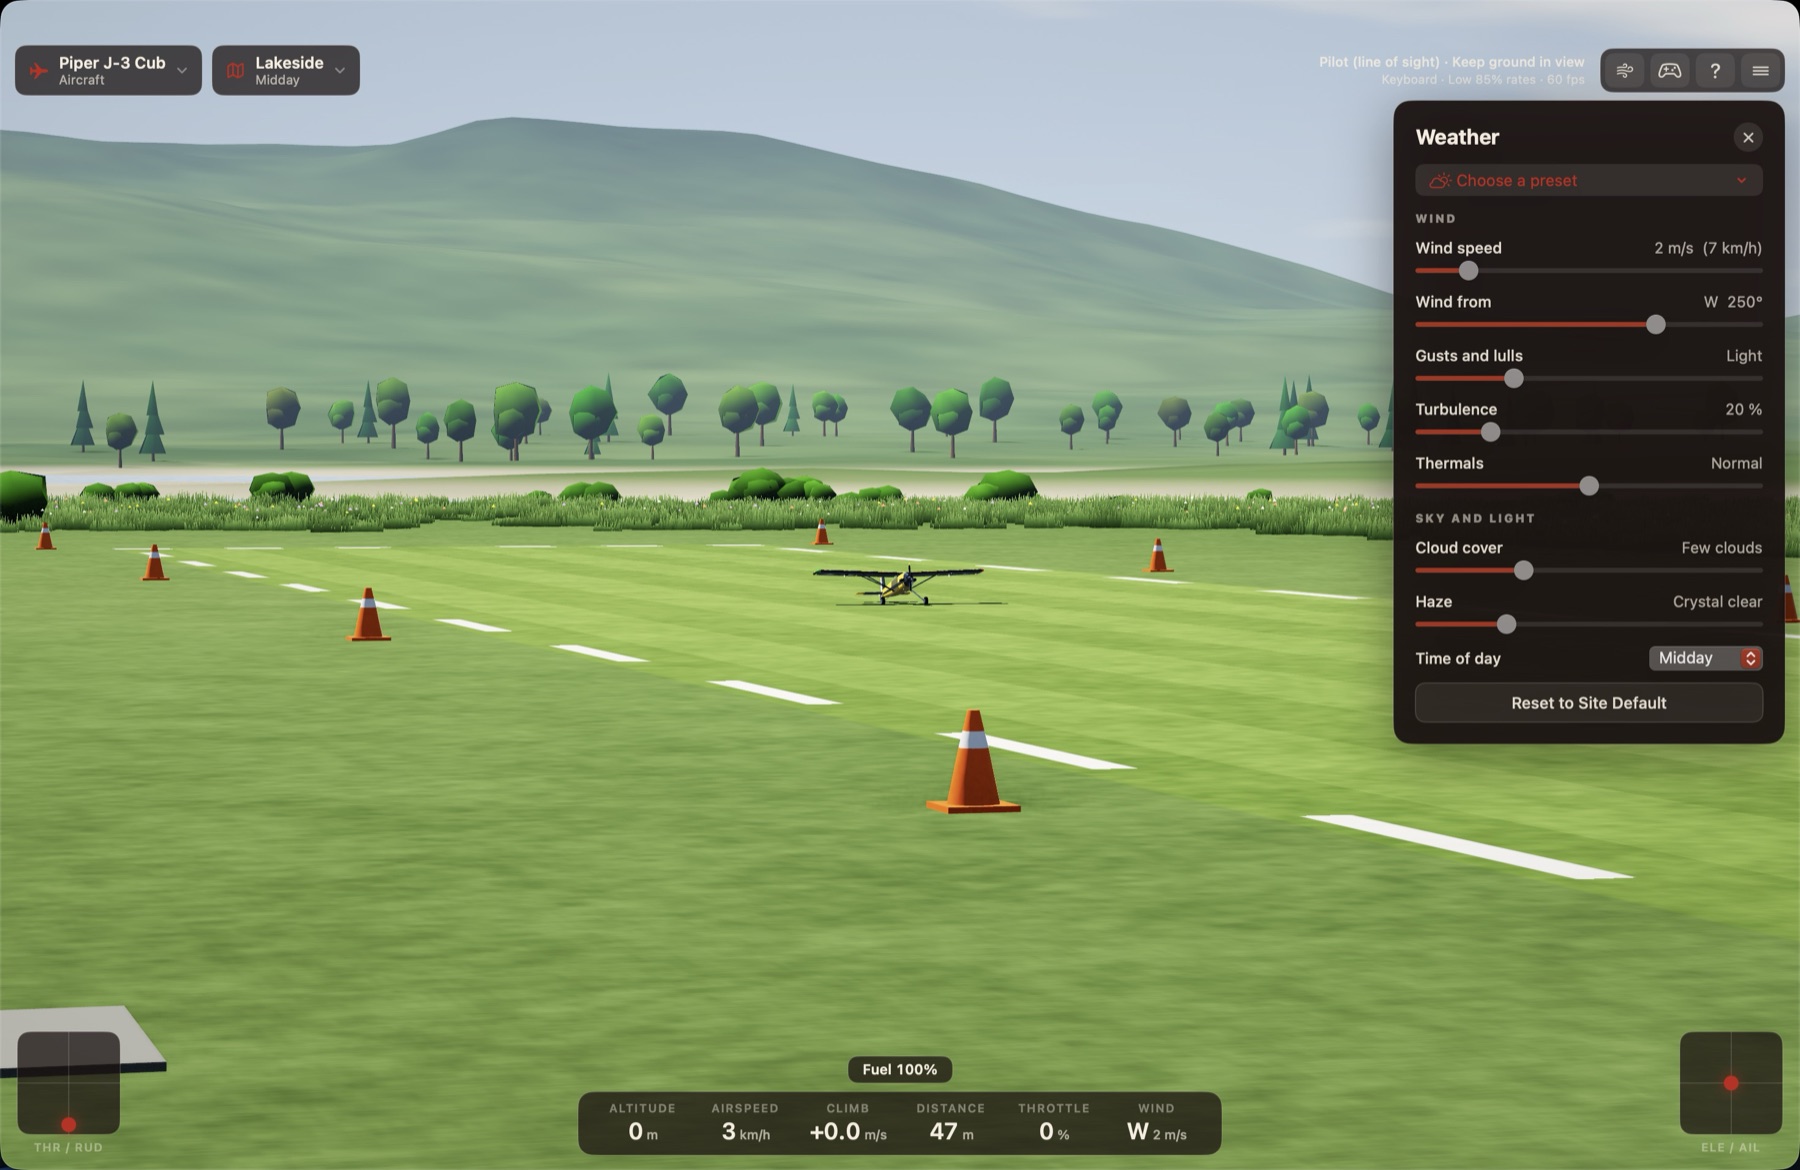 Piper J-3 Cub
Aircraft
Lakeside
Midday
Pilot (line of sight) · Keep ground in view
Keyboard · Low 85% rates · 60 fps
?
Weather
Choose a preset
WIND
Wind speed 2 m/s (7 km/h)
Wind from W 250°
Gusts and lulls Light
Turbulence 20 %
Thermals Normal
SKY AND LIGHT
Cloud cover Few clouds
Haze Crystal clear
Time of day Midday
Reset to Site Default
Fuel 100%
ALTITUDE AIRSPEED CLIMB DISTANCE THROTTLE WIND
0 m 3 km/h +0.0 m/s 47 m 0 % W 2 m/s
THR / RUD
ELE / AIL